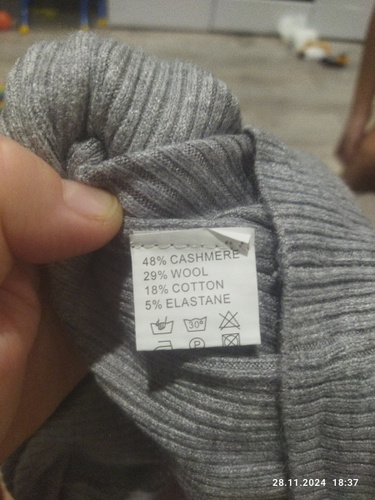 48% CASHMERE
29% WOOL
18% COTTON
5% ELASTANE
30°
P
28.11.2024 18:37